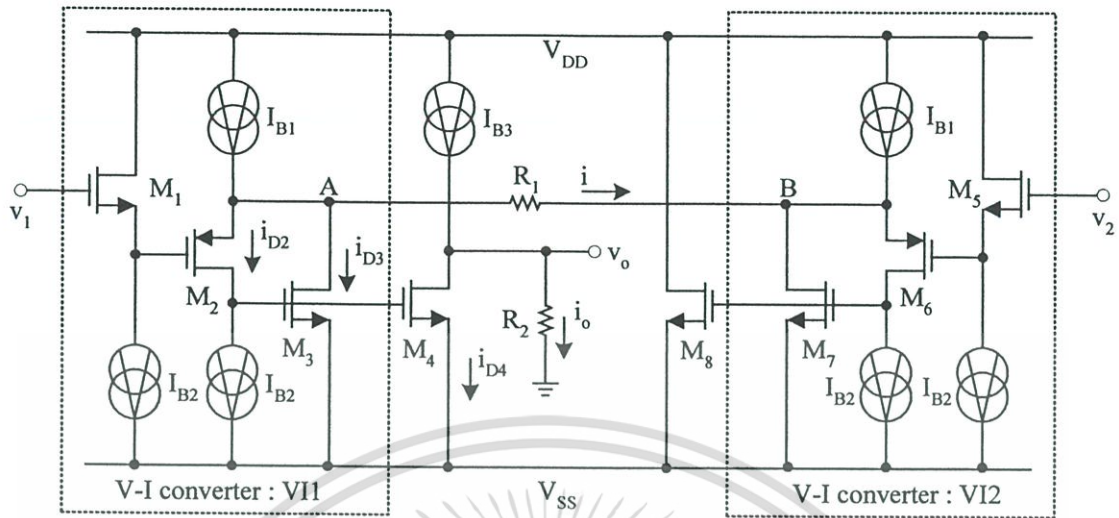 V_DD
I_B1
I_B3
I_B1
R_1
i
A
B
M_1
M_5
v_1
v_2
i_D2
i_D3
v_o
M_2
M_6
R_2
i_o
M_3
M_4
M_8
M_7
i_D4
I_B2
I_B2
I_B2
I_B2
V-I converter : VI1
V_SS
V-I converter : VI2